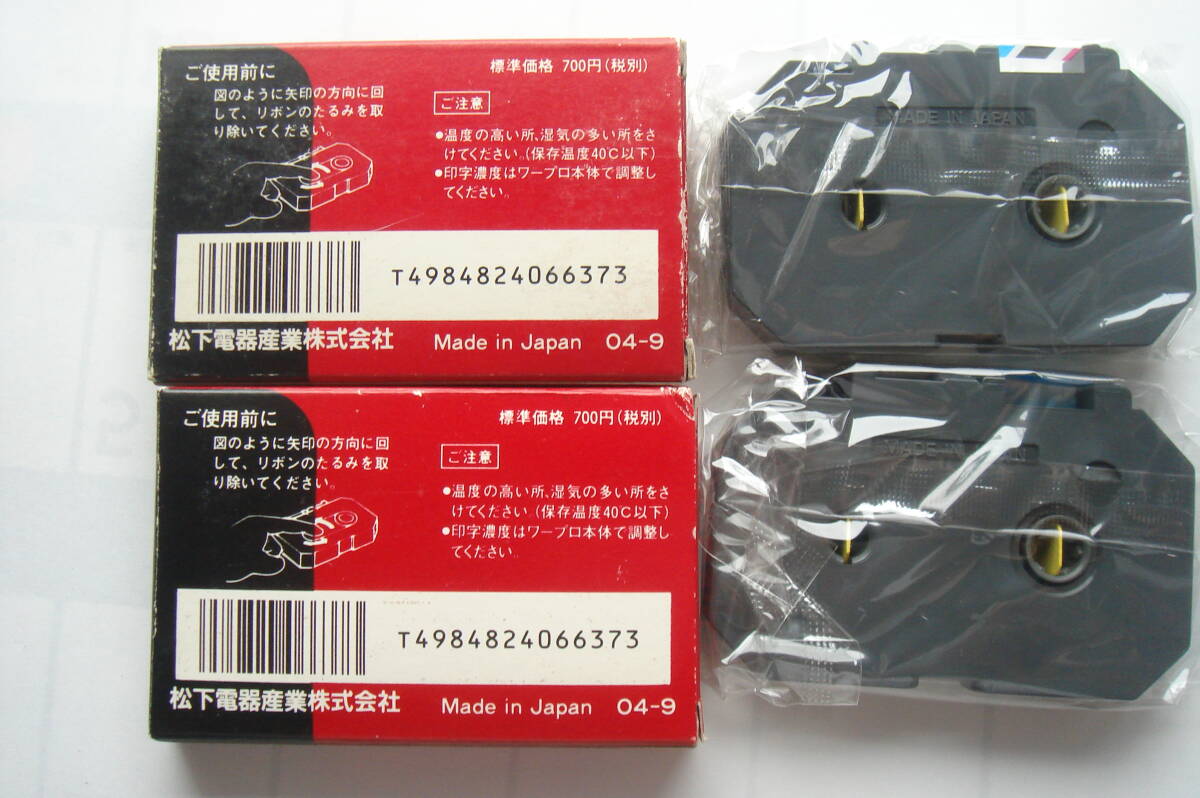 ご使用前に
図のように矢印の方向に回
して、リボンのたるみを取
り除いてください。
標準価格 700円(税別)
ご注意
●温度の高い所、湿気の多い所をさ
けてください。(保存温度40℃以下)
●印字濃度はワープロ本体で調整し
てください。
T4984824066373
松下電器産業株式会社 Made in Japan 04-9
MADE IN JAPAN
ご使用前に
図のように矢印の方向に回
して、リボンのたるみを取
り除いてください。
標準価格 700円(税別)
ご注意
●温度の高い所、湿気の多い所をさ
けてください(保存温度40℃以下)
●印字濃度はワープロ本体で調整し
てください。
T4984824066373
松下電器産業株式会社 Made in Japan 04-9
MADE IN JAPAN